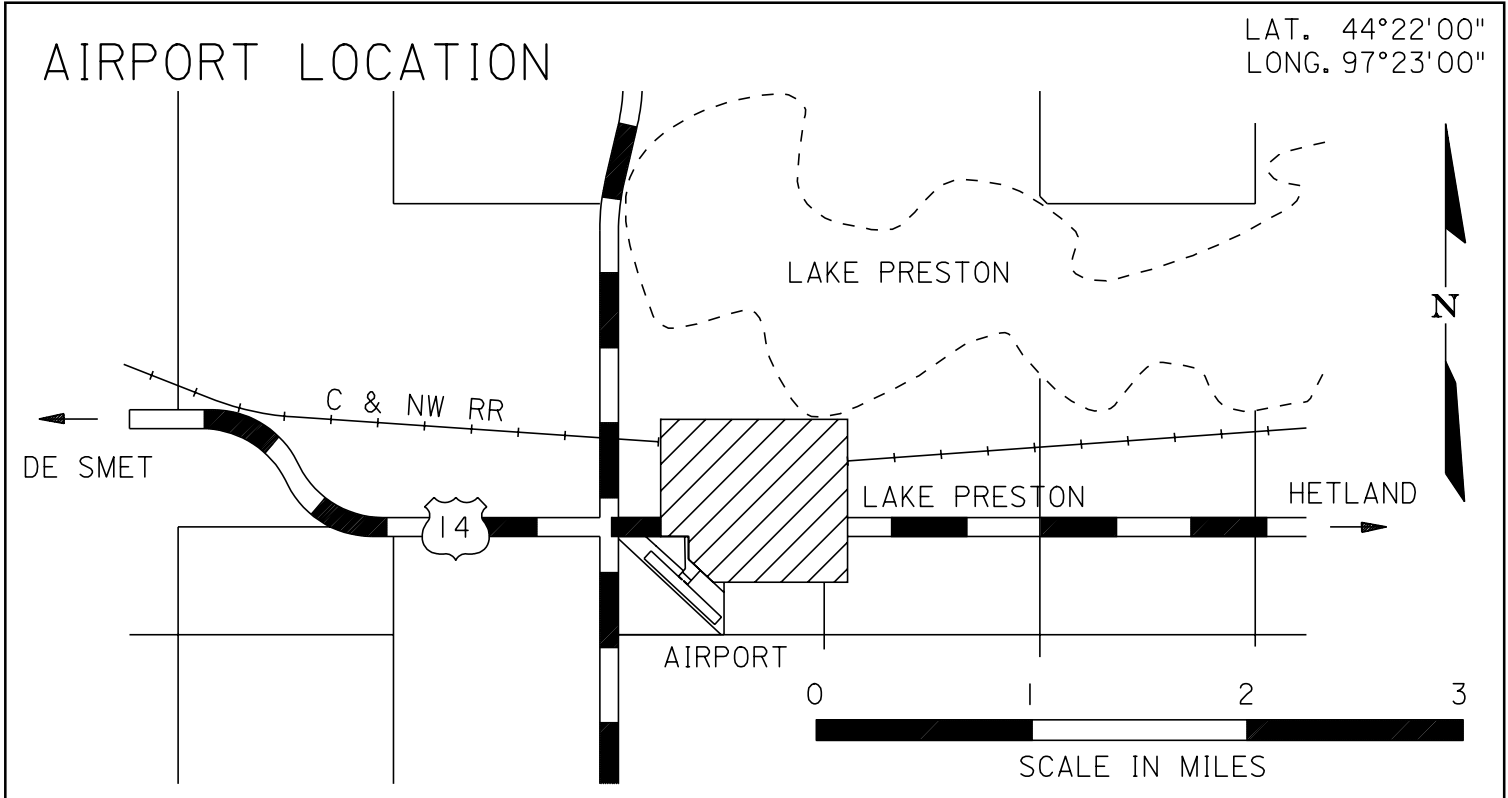 LAT. 44°22'00"
LONG. 97°23'00"
AIRPORT LOCATION
LAKE PRESTON
N
C & NW RR
DE SMET
LAKE PRESTON
HETLAND
14
AIRPORT
0 1 2 3
SCALE IN MILES